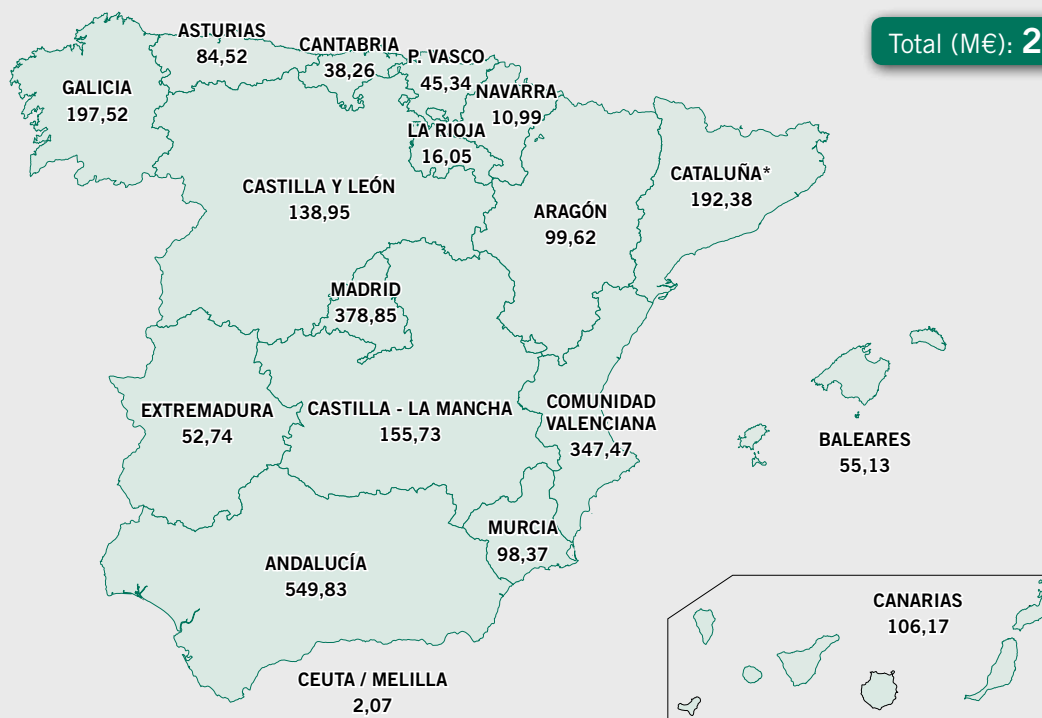 Total (M€): 2
ASTURIAS
84,52
CANTABRIA
38,26
P. VASCO
45,34
NAVARRA
10,99
GALICIA
197,52
LA RIOJA
16,05
CASTILLA Y LEÓN
138,95
ARAGÓN
99,62
CATALUÑA*
192,38
MADRID
378,85
EXTREMADURA
52,74
CASTILLA - LA MANCHA
155,73
COMUNIDAD
VALENCIANA
347,47
BALEARES
55,13
MURCIA
98,37
ANDALUCÍA
549,83
CANARIAS
106,17
CEUTA / MELILLA
2,07